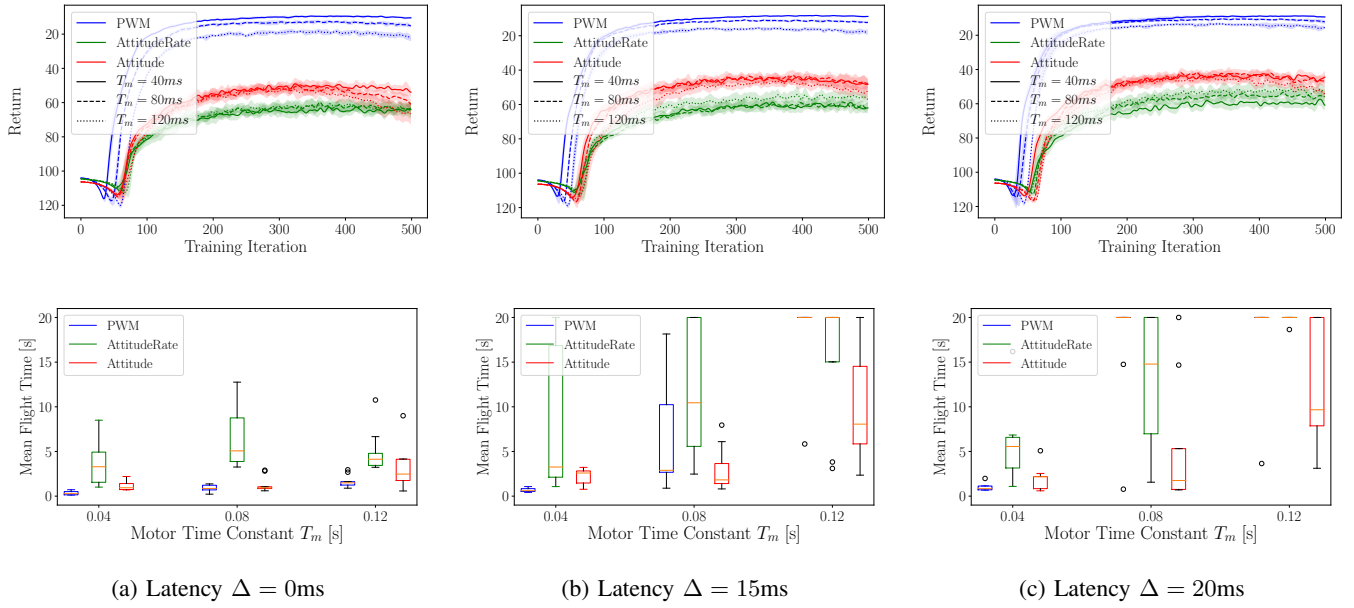 20
40
60
80
100
120
Return
PWM
AttitudeRate
Attitude
T_m = 40ms
T_m = 80ms
T_m = 120ms
0 100 200 300 400 500
Training Iteration
20
40
60
80
100
120
Return
PWM
AttitudeRate
Attitude
T_m = 40ms
T_m = 80ms
T_m = 120ms
0 100 200 300 400 500
Training Iteration
20
40
60
80
100
120
Return
PWM
AttitudeRate
Attitude
T_m = 40ms
T_m = 80ms
T_m = 120ms
0 100 200 300 400 500
Training Iteration
20
15
10
5
0
Mean Flight Time [s]
PWM
AttitudeRate
Attitude
0.04 0.08 0.12
Motor Time Constant T_m [s]
20
15
10
5
0
Mean Flight Time [s]
PWM
AttitudeRate
Attitude
0.04 0.08 0.12
Motor Time Constant T_m [s]
20
15
10
5
0
Mean Flight Time [s]
PWM
AttitudeRate
Attitude
0.04 0.08 0.12
Motor Time Constant T_m [s]
(a) Latency Δ = 0ms
(b) Latency Δ = 15ms
(c) Latency Δ = 20ms